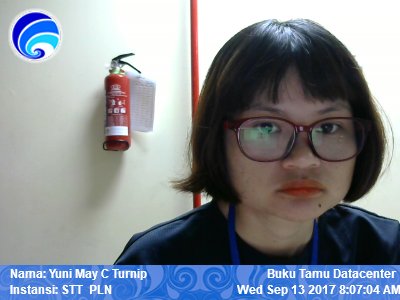 Nama: Yuni May C Turnip
Buku Tamu Datacenter
Instansi: STT PLN
Wed Sep 13 2017 8:07:04 AM